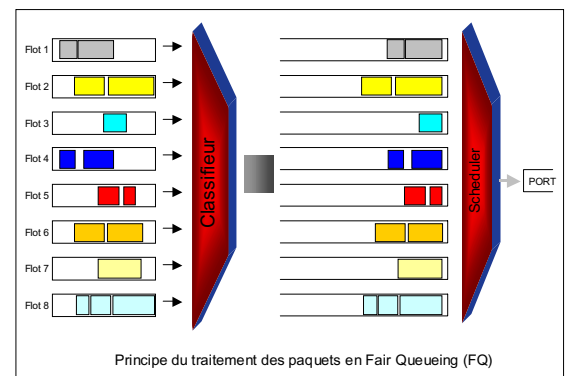 Flot 1
Flot 2
Flot 3
Flot 4
Flot 5
Flot 6
Flot 7
Flot 8
Classifieur
Scheduler
PORT
Principe du traitement des paquets en Fair Queueing (FQ)